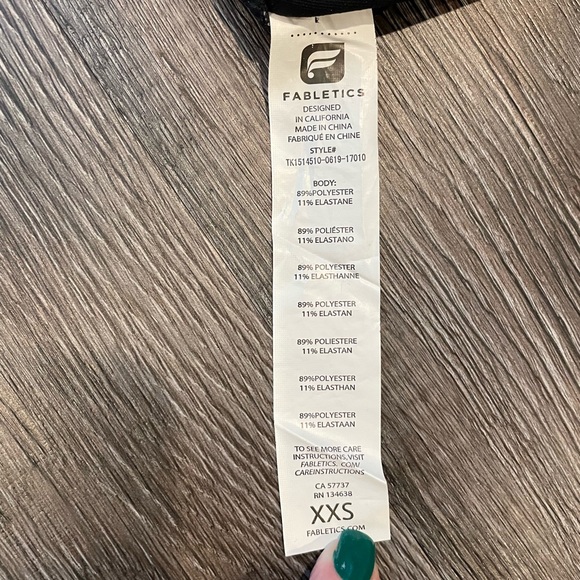 FABLETICS
DESIGNED
IN CALIFORNIA
MADE IN CHINA
FABRIQUÉ EN CHINE
STYLE#
TK1514510-0619-17010
BODY:
89%POLYESTER
11% ELASTANE
89% POLIÉSTER
11% ELASTANO
89% POLYESTER
11% ELASTHANNE
89% POLYESTER
11% ELASTAN
89% POLIESTERE
11% ELASTAN
89%POLYESTER
11% ELASTHAN
89%POLYESTER
11% ELASTAAN
TO SEE MORE CARE
INSTRUCTIONS,VISIT
FABLETICS. COM/
CAREINSTRUCTIONS
CA 57737
RN 134638
XXS
FABLETICS.COM